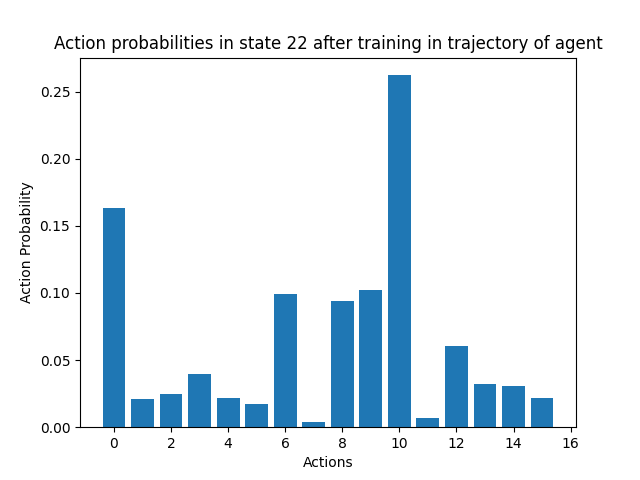 Action probabilities in state 22 after training in trajectory of agent
0.25
0.20
0.15
0.10
0.05
0.00
Action Probability
0 2 4 6 8 10 12 14 16
Actions